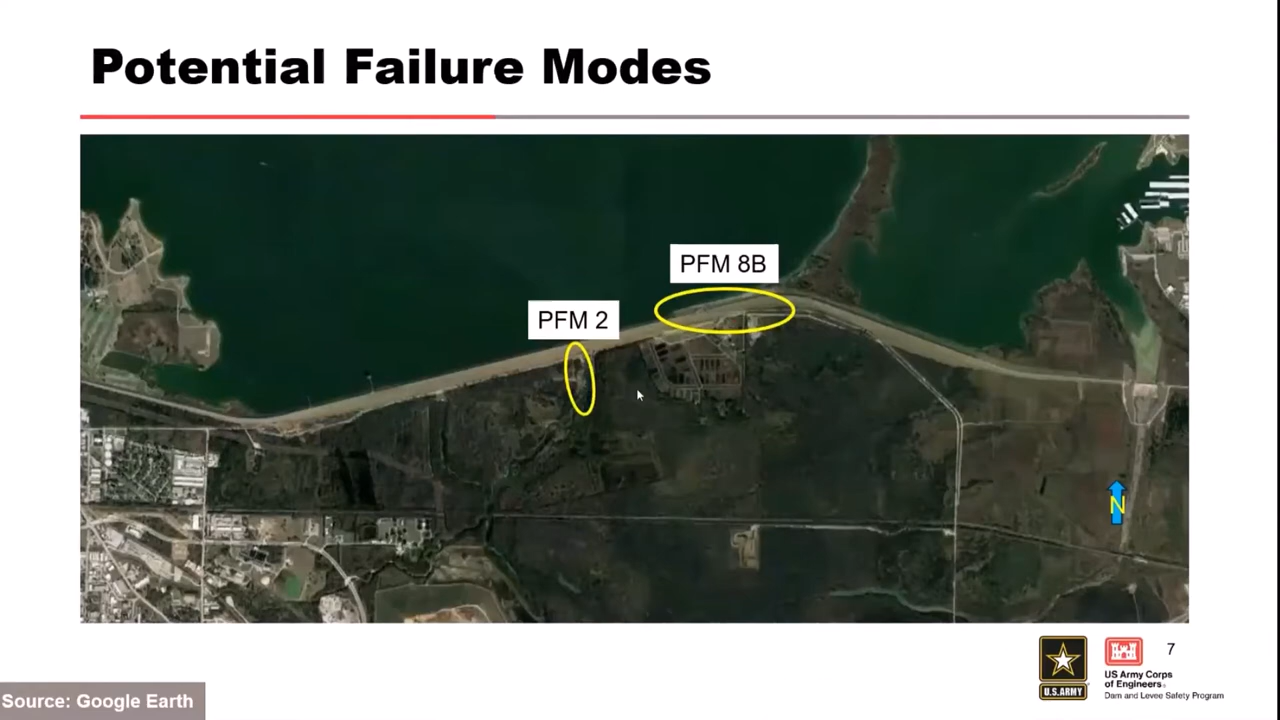 Potential Failure Modes
PFM 8B
PFM 2
N
7
U.S.ARMY
US Army Corps
of Engineers®
Dam and Levee Safety Program
Source: Google Earth